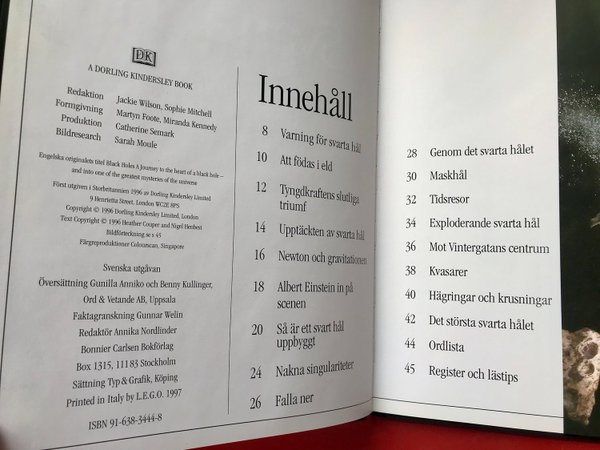 DK
A DORLING KINDERSLEY BOOK
Redaktion Jackie Wilson, Sophie Mitchell
Formgivning Martyn Foote, Miranda Kennedy
Produktion Catherine Semark
Bildresearch Sarah Moule
Engelska originalets titel Black Holes A Journey to the heart of a black hole—
and into one of the greatest mysteries of the universe
Först utgiven i Storbritannien 1996 av Dorling Kindersley Limited,
9 Henrietta Street, London WC2E 8PS
Copyright © 1996 Dorling Kindersley Limited, London
Text Copyright © 1996 Heather Couper and Nigel Henbest
Bildförteckning se s 45
Färgreproduktioner Colourscan, Singapore
Svenska utgåvan
Översättning Gunilla Anniko och Benny Kullinger,
Ord & Vetande AB, Uppsala
Faktagranskning Gunnar Welin
Redaktör Annika Nordlinder
Bonnier Carlsen Bokförlag
Box 1315, 111 83 Stockholm
Sättning Typ & Grafik, Köping
Printed in Italy by L.E.G.O. 1997
ISBN 91-638-3444-8
Innehåll
8 Varning för svarta hål
10 Att födas i eld
12 Tyngdkraftens slutliga
triumf
14 Upptäckten av svarta hål
16 Newton och gravitationen
18 Albert Einstein in på
scenen
20 Så är ett svart hål
uppbyggt
24 Nakna singulariteter
26 Falla ner
28 Genom det svarta hålet
30 Maskhål
32 Tidsresor
34 Exploderande svarta hål
36 Mot Vintergatans centrum
38 Kvasarer
40 Hägringar och krusningar
42 Det största svarta hålet
44 Ordlista
45 Register och lästips